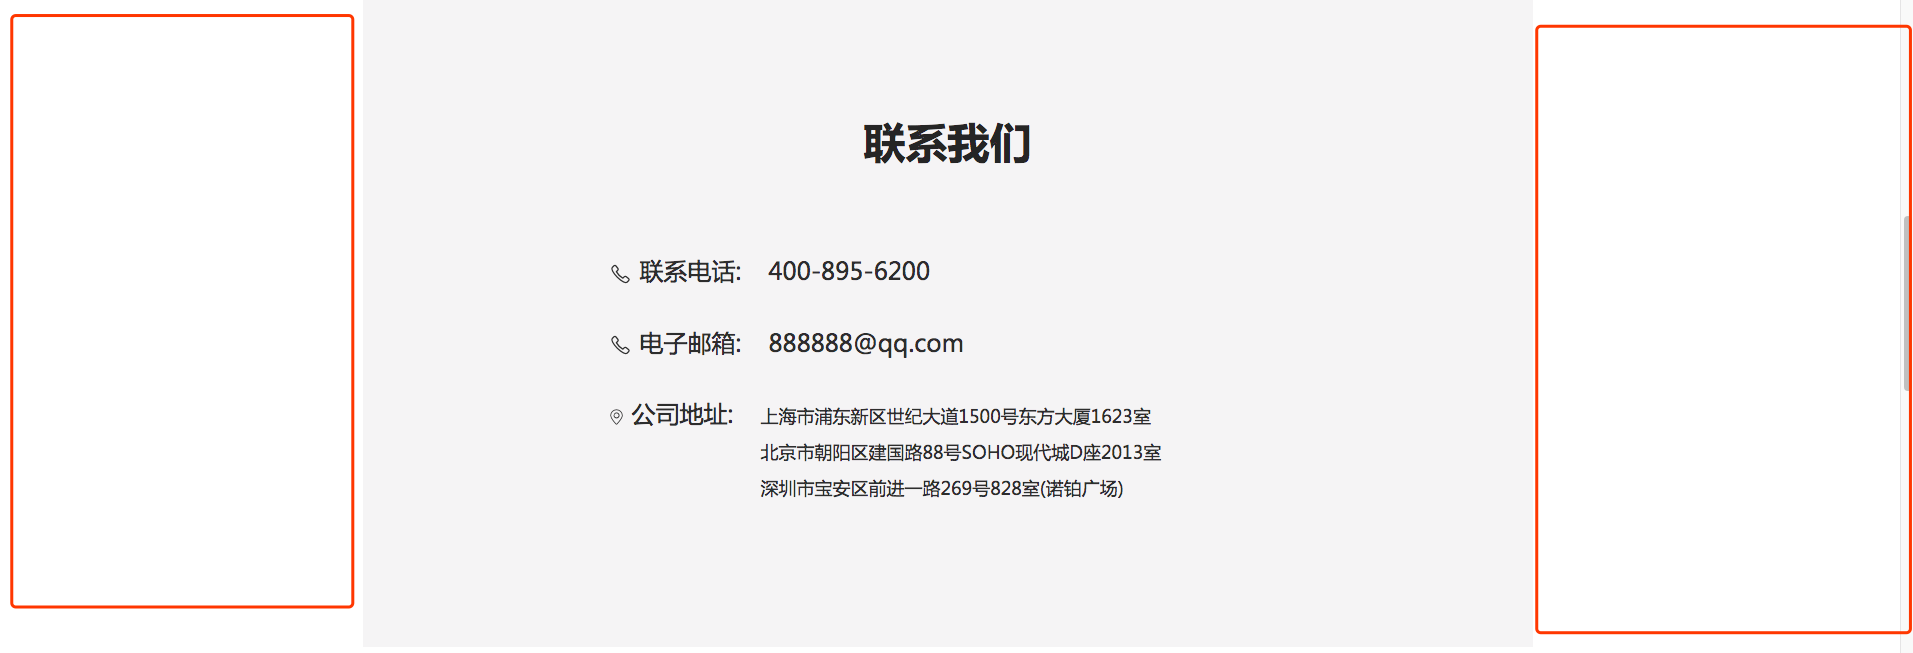 联系我们
联系电话: 400-895-6200
电子邮箱: 888888@qq.com
公司地址: 上海市浦东新区世纪大道1500号东方大厦1623室
北京市朝阳区建国路88号SOHO现代城D座2013室
深圳市宝安区前进一路269号828室(诺铂广场)